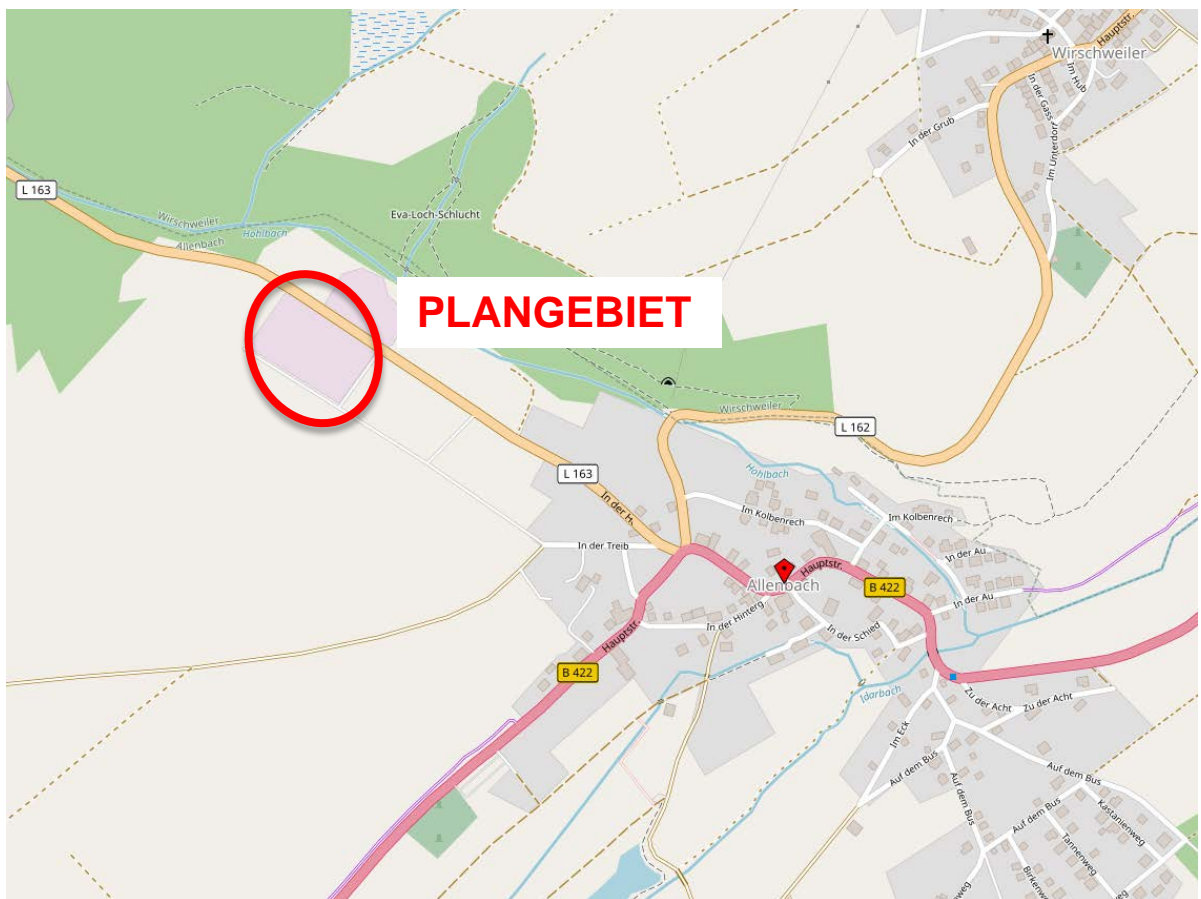 Hauptstr.
Wirschweiler
Im Hub
In der Gass
In der Grub
Im Unterdorf
L 163
Eva-Loch-Schlucht
Wirschweiler
Hohlbach
Allenbach
PLANGEBIET
Wirschweiler
L 162
L 163
Hohlbach
In der H.
Im Kolbenrech
Im Kolbenrech
In der Treib
In der Au
Hauptstr.
Allenbach
B 422
In der Au
In der Hinterg.
In der Schied
Hauptstr.
B 422
Idarbach
Zu der Acht
Zu der Acht
Im Eck
Auf dem Bus
Auf dem Bus
Auf dem Bus
Auf dem Bus
Kastanienweg
Tannenweg
Birkenweg